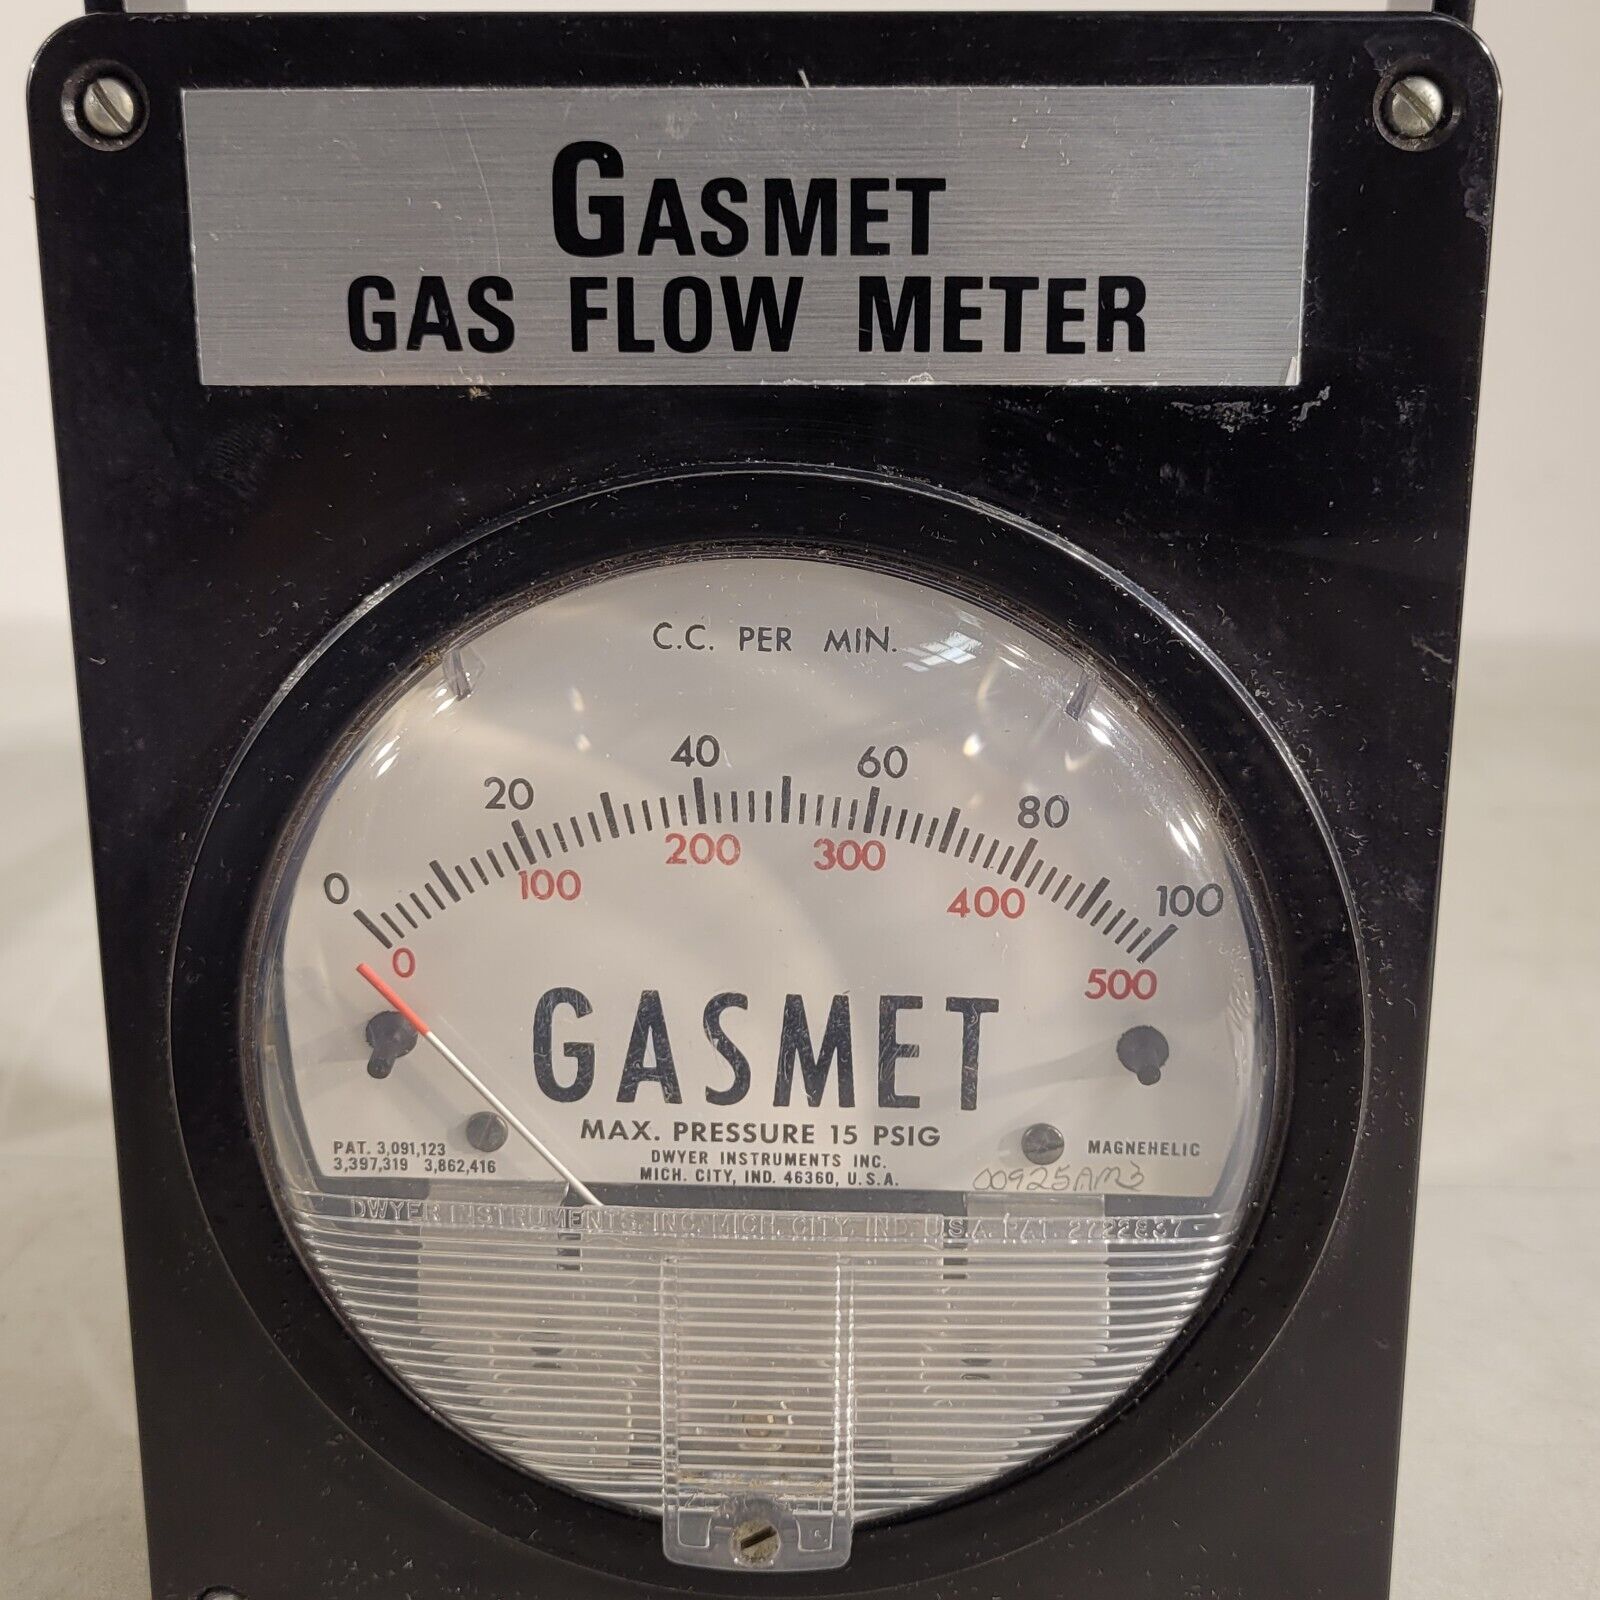 GASMET
GAS FLOW METER
C.C. PER MIN.
0 20 40 60 80 100
0 100 200 300 400 500
GASMET
MAX. PRESSURE 15 PSIG
DWYER INSTRUMENTS INC.
MICH. CITY, IND. 46360, U.S.A.
PAT. 3,091,123
3,397,319 3,862,416
MAGNEHELIC
00925AM3
DWYER INSTRUMENTS, INC. MICH. CITY, IND. U.S.A. PAT. 2722837